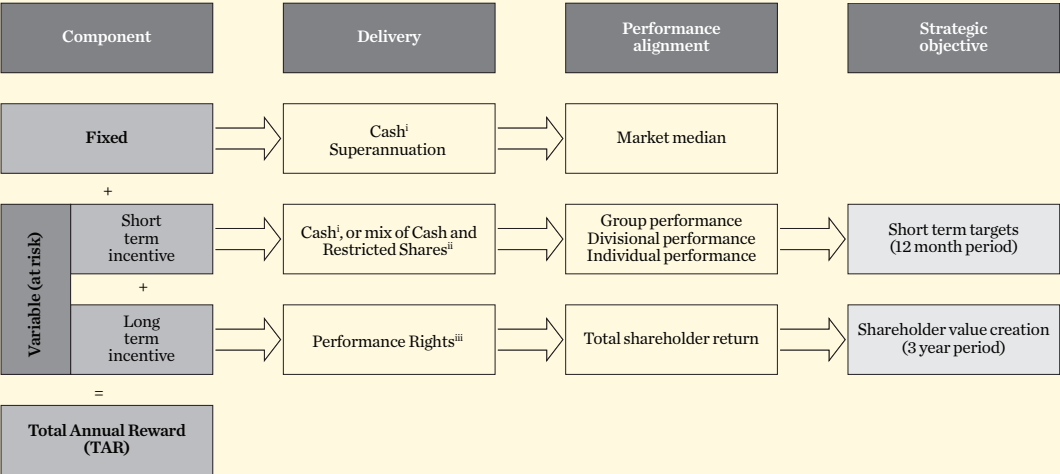 Component
Delivery
Performance
alignment
Strategic
objective
Fixed
Cashⁱ
Superannuation
Market median
+
Variable (at risk)
Short
term
incentive
Cashⁱ, or mix of Cash and
Restricted Sharesⁱⁱ
Group performance
Divisional performance
Individual performance
Short term targets
(12 month period)
+
Long
term
incentive
Performance Rightsⁱⁱⁱ
Total shareholder return
Shareholder value creation
(3 year period)
=
Total Annual Reward
(TAR)